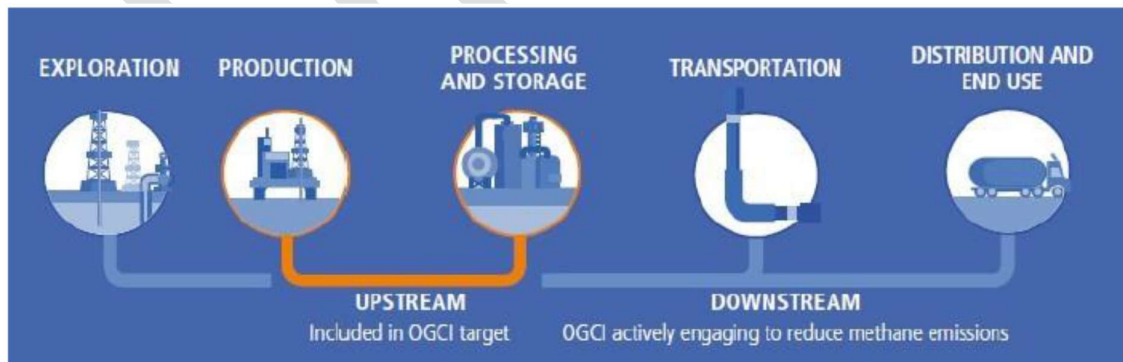 EXPLORATION
PRODUCTION
PROCESSING
AND STORAGE
TRANSPORTATION
DISTRIBUTION AND
END USE
UPSTREAM
Included in OGCI target
DOWNSTREAM
OGCI actively engaging to reduce methane emissions